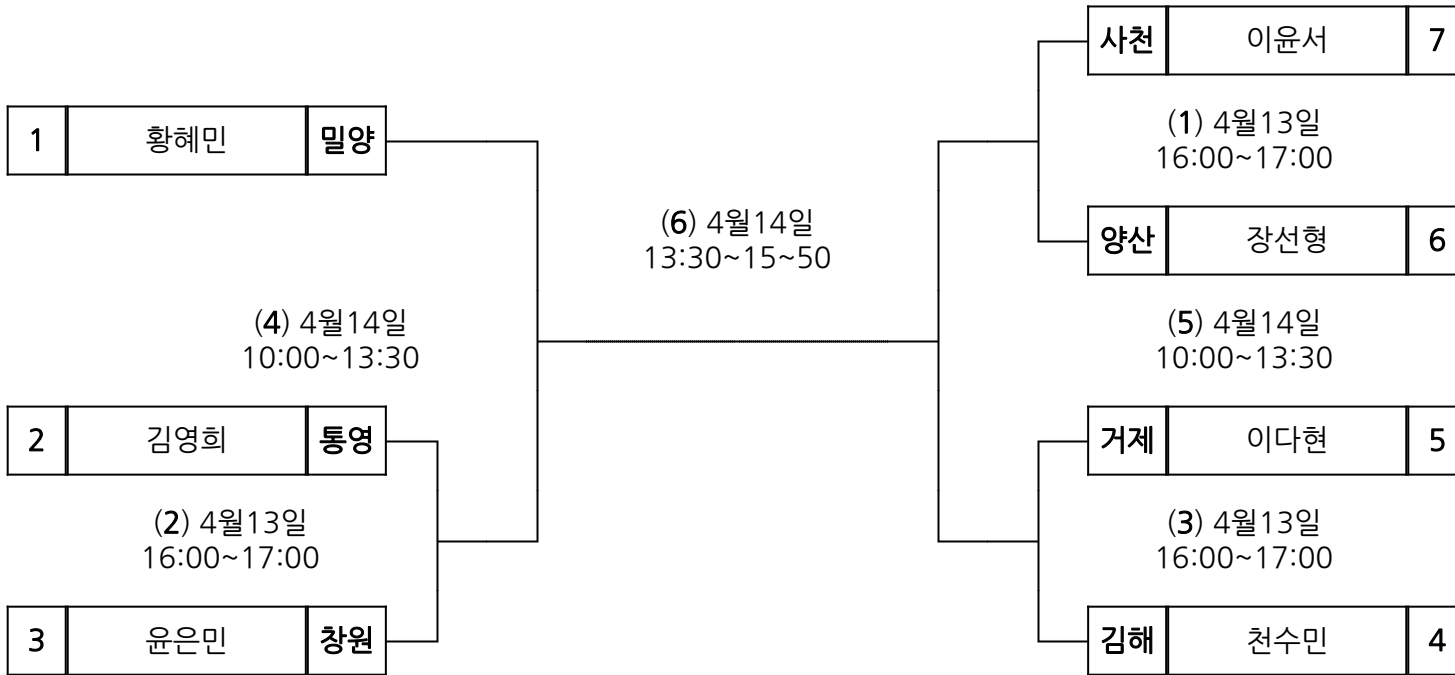 사천 이윤서 7
1 황혜민 밀양
(1) 4월13일
16:00~17:00
(6) 4월14일
13:30~15~50
양산 장선형 6
(4) 4월14일
10:00~13:30
(5) 4월14일
10:00~13:30
2 김영희 통영
거제 이다현 5
(2) 4월13일
16:00~17:00
(3) 4월13일
16:00~17:00
3 윤은민 창원
김해 천수민 4